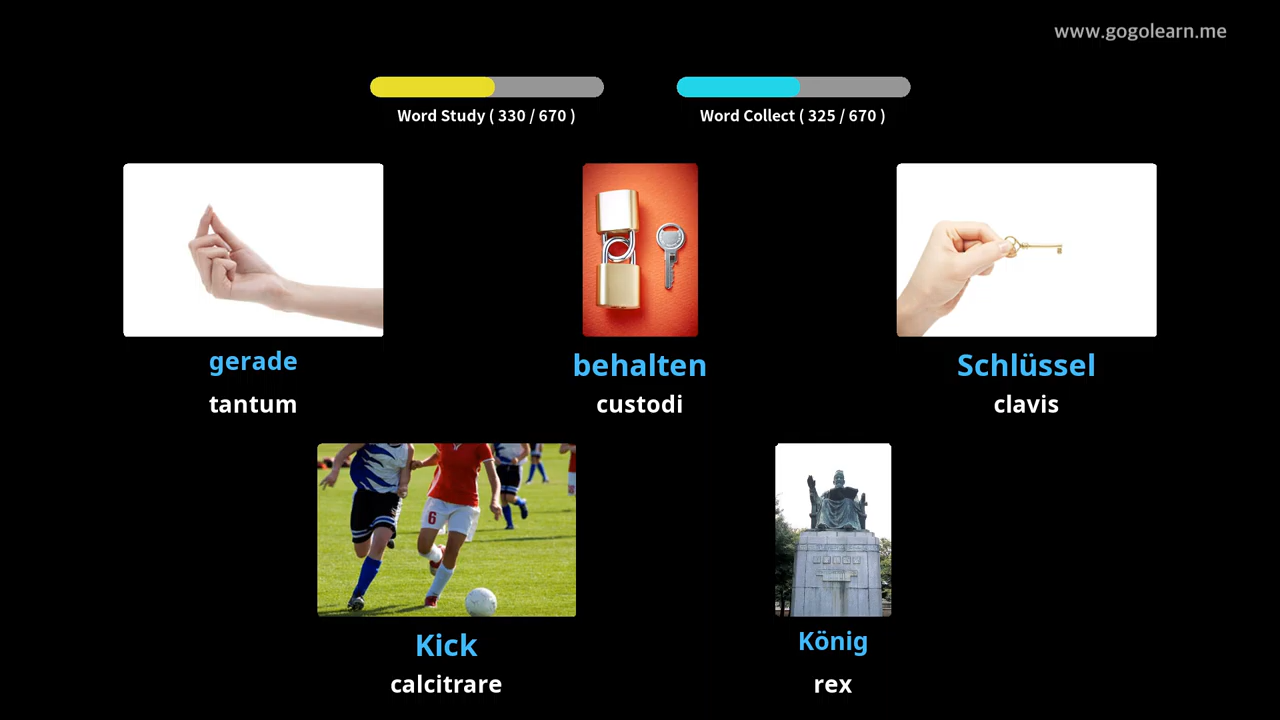 www.gogolearn.me
Word Study ( 330 / 670 )
Word Collect ( 325 / 670 )
gerade
tantum
behalten
custodi
Schlüssel
clavis
6
Kick
calcitrare
König
rex